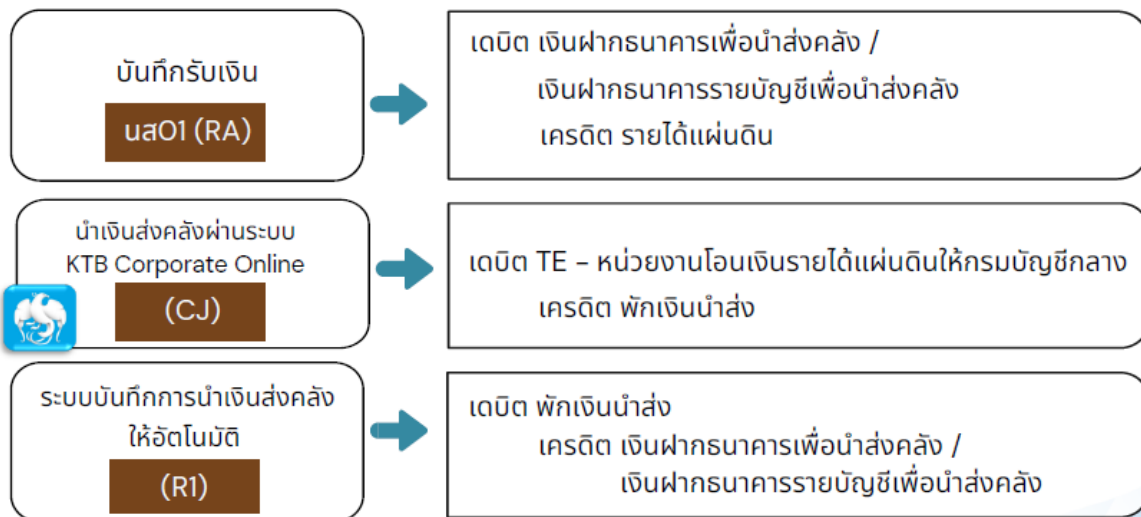 บันทึกรับเงิน
นส01 (RA)
เดบิต เงินฝากธนาคารเพื่อนำส่งคลัง /
เงินฝากธนาคารรายบัญชีเพื่อนำส่งคลัง
เครดิต รายได้แผ่นดิน
นำเงินส่งคลังผ่านระบบ
KTB Corporate Online
(CJ)
เดบิต TE – หน่วยงานโอนเงินรายได้แผ่นดินให้กรมบัญชีกลาง
เครดิต พักเงินนำส่ง
ระบบบันทึกการนำเงินส่งคลัง
ให้อัตโนมัติ
(R1)
เดบิต พักเงินนำส่ง
เครดิต เงินฝากธนาคารเพื่อนำส่งคลัง /
เงินฝากธนาคารรายบัญชีเพื่อนำส่งคลัง